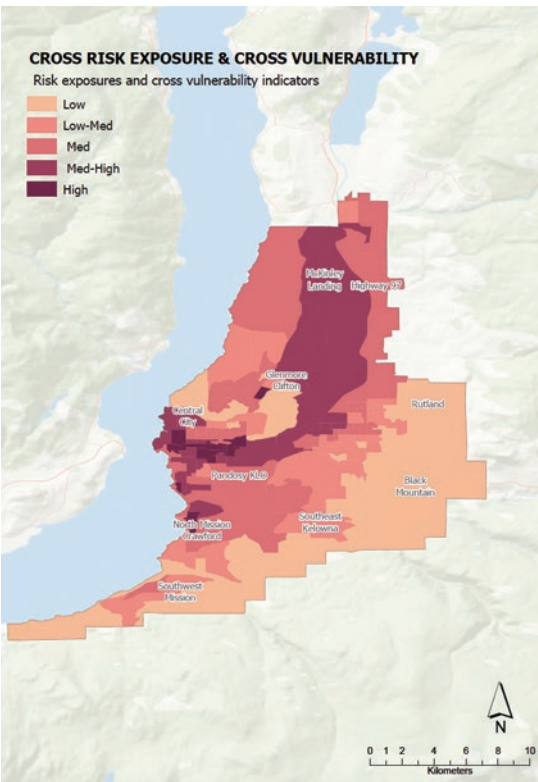 CROSS RISK EXPOSURE & CROSS VULNERABILITY
Risk exposures and cross vulnerability indicators
Low
Low-Med
Med
Med-High
High
McKinley
Landing
Highway 97
Glenmore
Clifton
Central
City
Rutland
Pandosy KLO
Black
Mountain
North Mission
Crawford
Southeast
Kelowna
Southwest
Mission
N
0 1 2 4 6 8 10
Kilometers